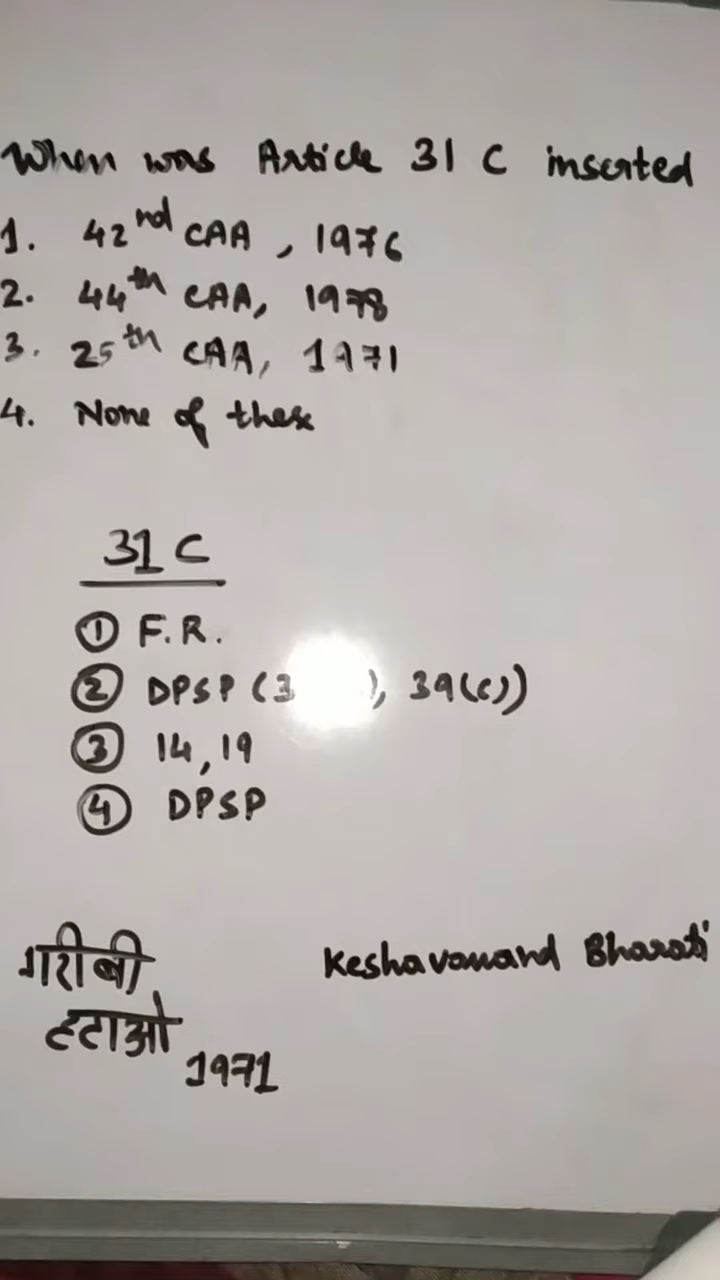 When was Article 31 C inserted
1. 42nd CAA, 1976
2. 44th CAA, 1978
3. 25th CAA, 1971
4. None of these
31 C
① F.R.
② DPSP (3 ), 39(c))
③ 14, 19
④ DPSP
गरीबी
हटाओ
1971
Keshavanand Bharati